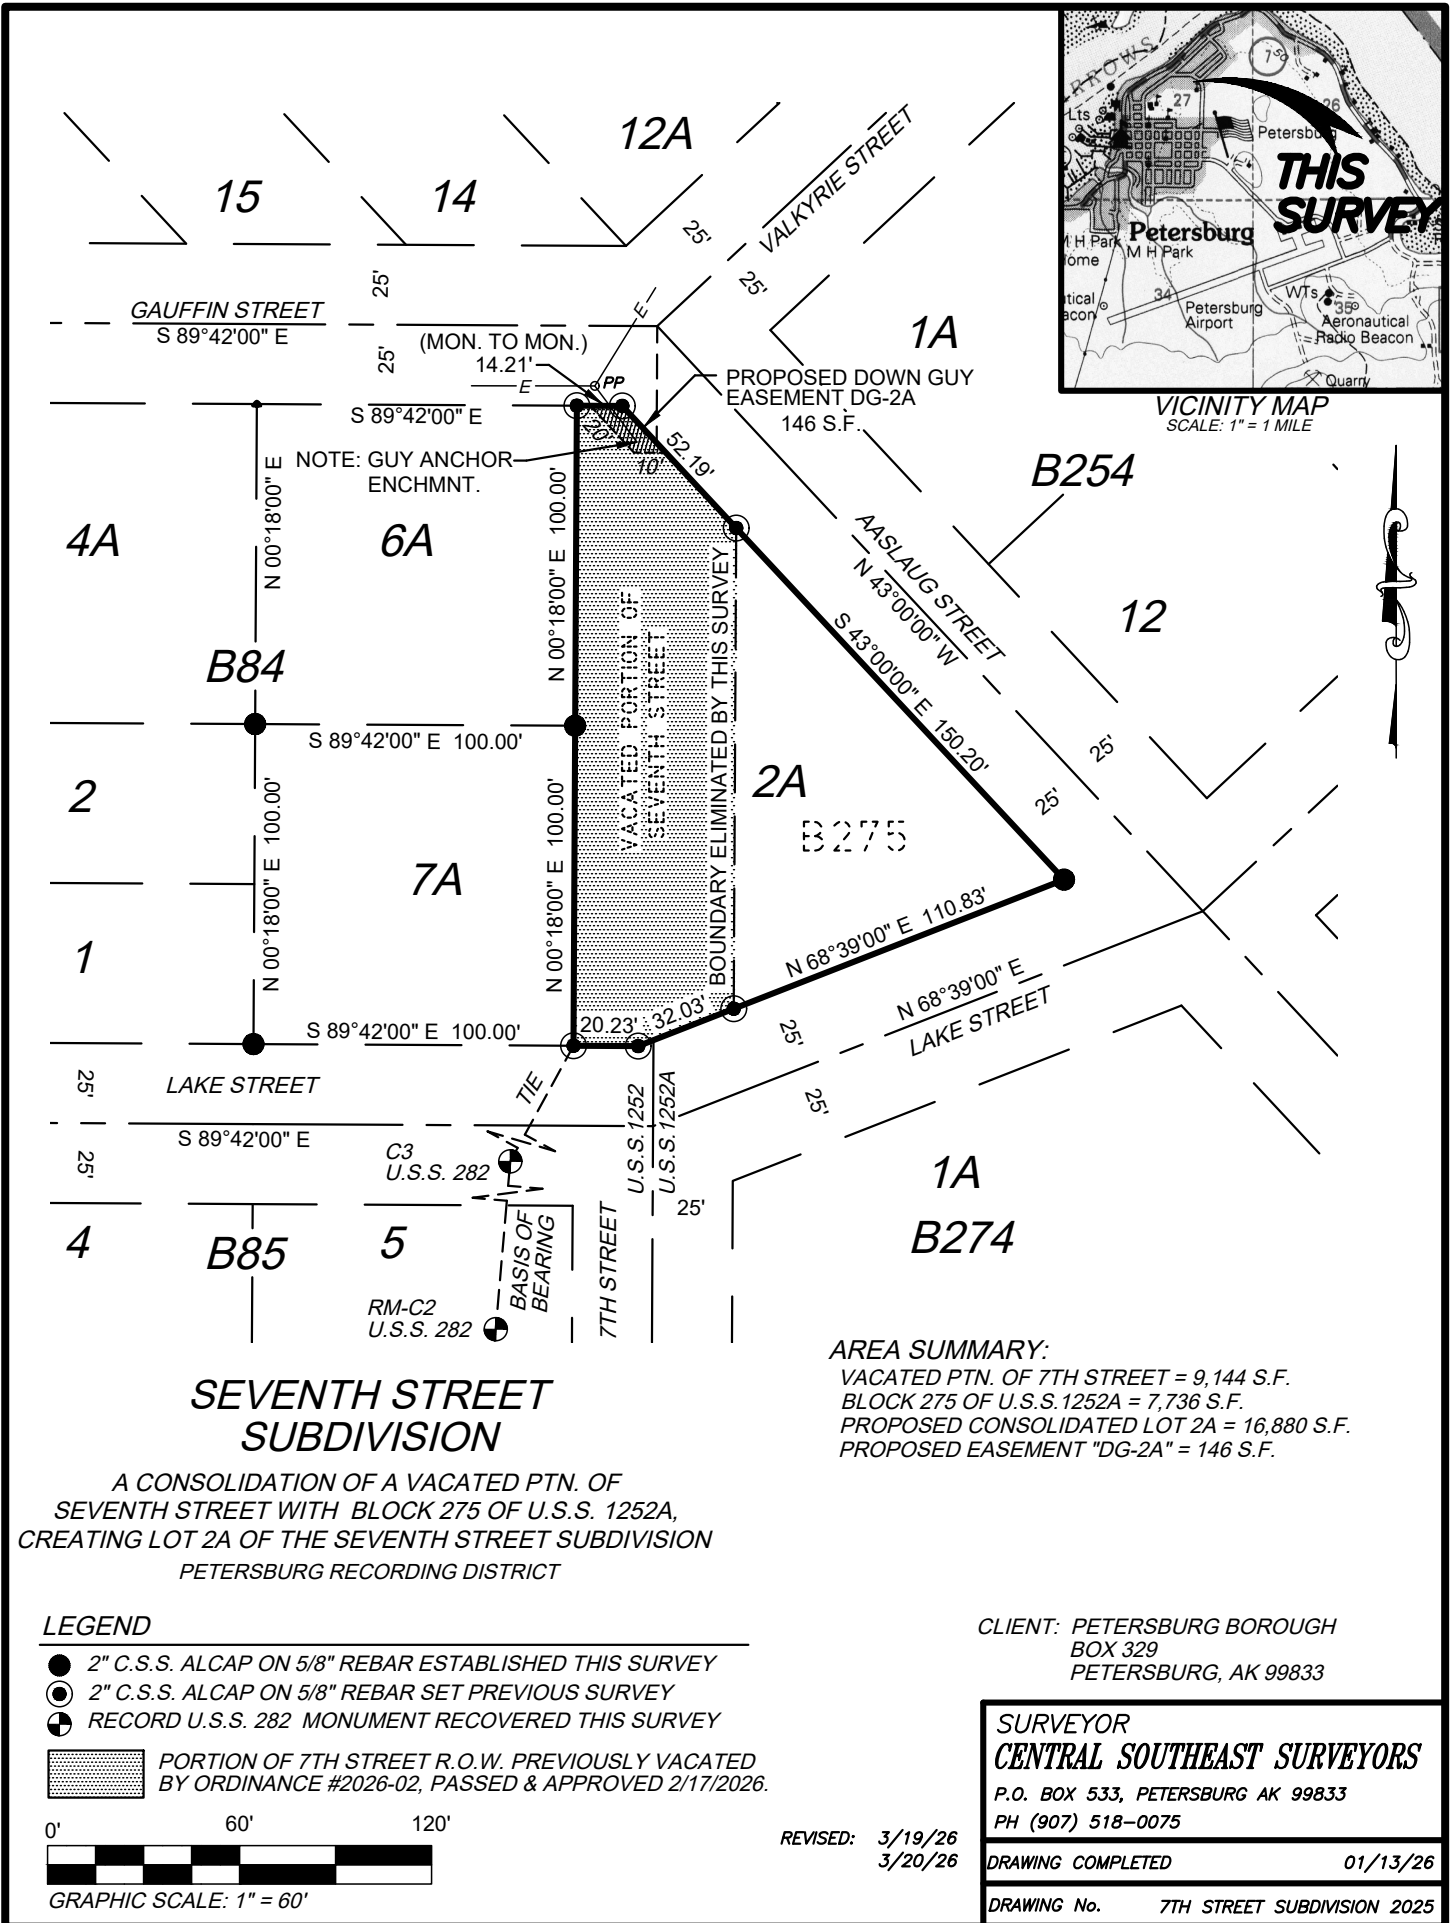 RROWS
Lts
27
26
Petersburg
THIS
SURVEY
M H Park
Petersburg
M H Park
34
Petersburg
Airport
WTs
35
Aeronautical
Radio Beacon
Quarry
VICINITY MAP
SCALE: 1" = 1 MILE
12A
15
14
VALKYRIE STREET
25'
25'
25'
GAUFFIN STREET
S 89°42'00" E
25'
(MON. TO MON.)
14.21'
E
E
PP
1A
PROPOSED DOWN GUY
EASEMENT DG-2A
146 S.F.
S 89°42'00" E
20'
10'
52.19'
NOTE: GUY ANCHOR
ENCHMNT.
B254
4A
N 00°18'00" E
6A
N 00°18'00" E 100.00'
AASLAUG STREET
N 43°00'00" W
12
B84
VACATED PORTION OF
SEVENTH STREET
BOUNDARY ELIMINATED BY THIS SURVEY
S 43°00'00" E 150.20'
S 89°42'00" E 100.00'
25'
25'
2
2A
B275
N 00°18'00" E 100.00'
7A
N 00°18'00" E 100.00'
1
N 68°39'00" E 110.83'
N 68°39'00" E
LAKE STREET
S 89°42'00" E 100.00'
20.23'
32.03'
25'
25'
25'
LAKE STREET
TIE
U.S.S. 1252
U.S.S. 1252A
S 89°42'00" E
25'
C3
U.S.S. 282
25'
1A
B274
4
B85
5
BASIS OF
BEARING
7TH STREET
RM-C2
U.S.S. 282
AREA SUMMARY:
VACATED PTN. OF 7TH STREET = 9,144 S.F.
BLOCK 275 OF U.S.S.1252A = 7,736 S.F.
PROPOSED CONSOLIDATED LOT 2A = 16,880 S.F.
PROPOSED EASEMENT "DG-2A" = 146 S.F.
SEVENTH STREET
SUBDIVISION
A CONSOLIDATION OF A VACATED PTN. OF
SEVENTH STREET WITH BLOCK 275 OF U.S.S. 1252A,
CREATING LOT 2A OF THE SEVENTH STREET SUBDIVISION
PETERSBURG RECORDING DISTRICT
LEGEND
2" C.S.S. ALCAP ON 5/8" REBAR ESTABLISHED THIS SURVEY
2" C.S.S. ALCAP ON 5/8" REBAR SET PREVIOUS SURVEY
RECORD U.S.S. 282 MONUMENT RECOVERED THIS SURVEY
PORTION OF 7TH STREET R.O.W. PREVIOUSLY VACATED
BY ORDINANCE #2026-02, PASSED & APPROVED 2/17/2026.
0' 60' 120'
GRAPHIC SCALE: 1" = 60'
CLIENT: PETERSBURG BOROUGH
BOX 329
PETERSBURG, AK 99833
REVISED: 3/19/26
3/20/26
SURVEYOR
CENTRAL SOUTHEAST SURVEYORS
P.O. BOX 533, PETERSBURG AK 99833
PH (907) 518-0075
DRAWING COMPLETED 01/13/26
DRAWING No. 7TH STREET SUBDIVISION 2025